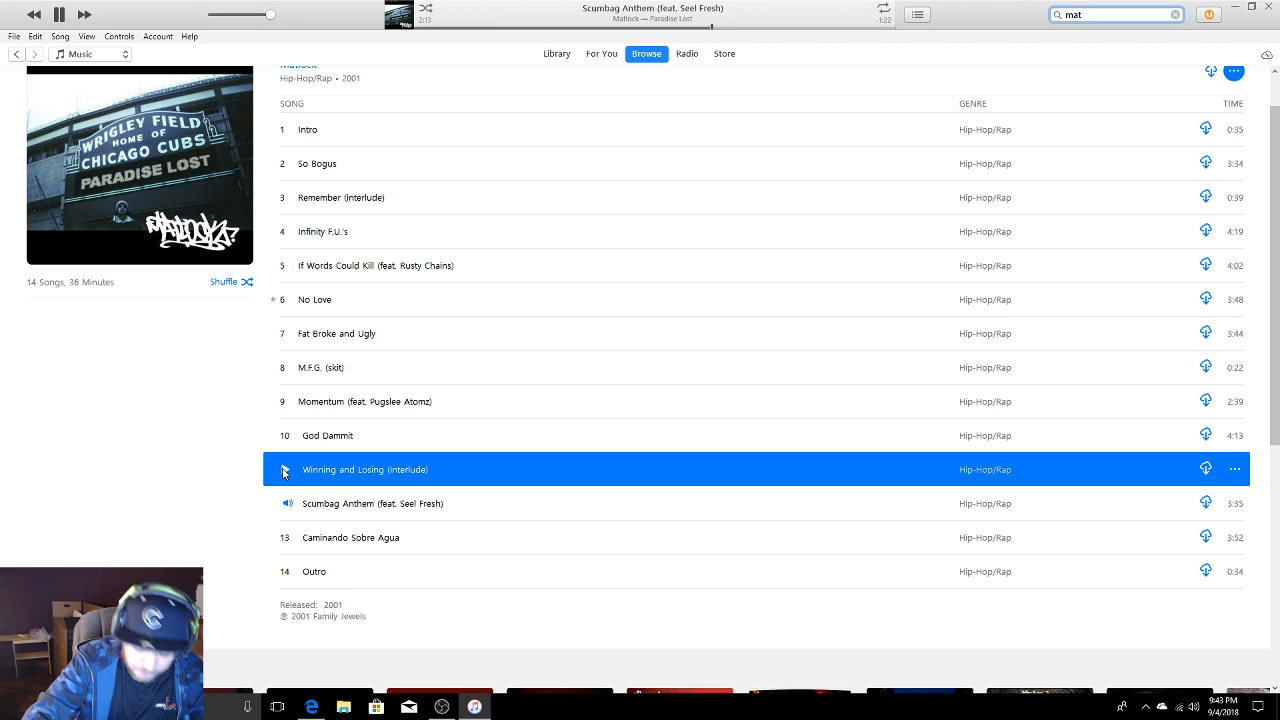 Scumbag Anthem (feat. Seel Fresh)
2:13 Matlock — Paradise Lost -1:22
mat
File Edit Song View Controls Account Help
Music
Library For You Browse Radio Store
Matlock
Hip-Hop/Rap • 2001
WRIGLEY FIELD
HOME OF
CHICAGO CUBS
PARADISE LOST
MATLOCK
14 Songs, 36 Minutes Shuffle
SONG GENRE TIME
1 Intro Hip-Hop/Rap 0:35
2 So Bogus Hip-Hop/Rap 3:34
3 Remember (interlude) Hip-Hop/Rap 0:39
4 Infinity F.U.'s Hip-Hop/Rap 4:19
5 If Words Could Kill (feat. Rusty Chains) Hip-Hop/Rap 4:02
6 No Love Hip-Hop/Rap 3:48
7 Fat Broke and Ugly Hip-Hop/Rap 3:44
8 M.F.G. (skit) Hip-Hop/Rap 0:22
9 Momentum (feat. Pugslee Atomz) Hip-Hop/Rap 2:39
10 God Dammit Hip-Hop/Rap 4:13
Winning and Losing (interlude) Hip-Hop/Rap
Scumbag Anthem (feat. Seel Fresh) Hip-Hop/Rap 3:35
13 Caminando Sobre Agua Hip-Hop/Rap 3:52
14 Outro Hip-Hop/Rap 0:34
Released: 2001
℗ 2001 Family Jewels
9:43 PM
9/4/2018